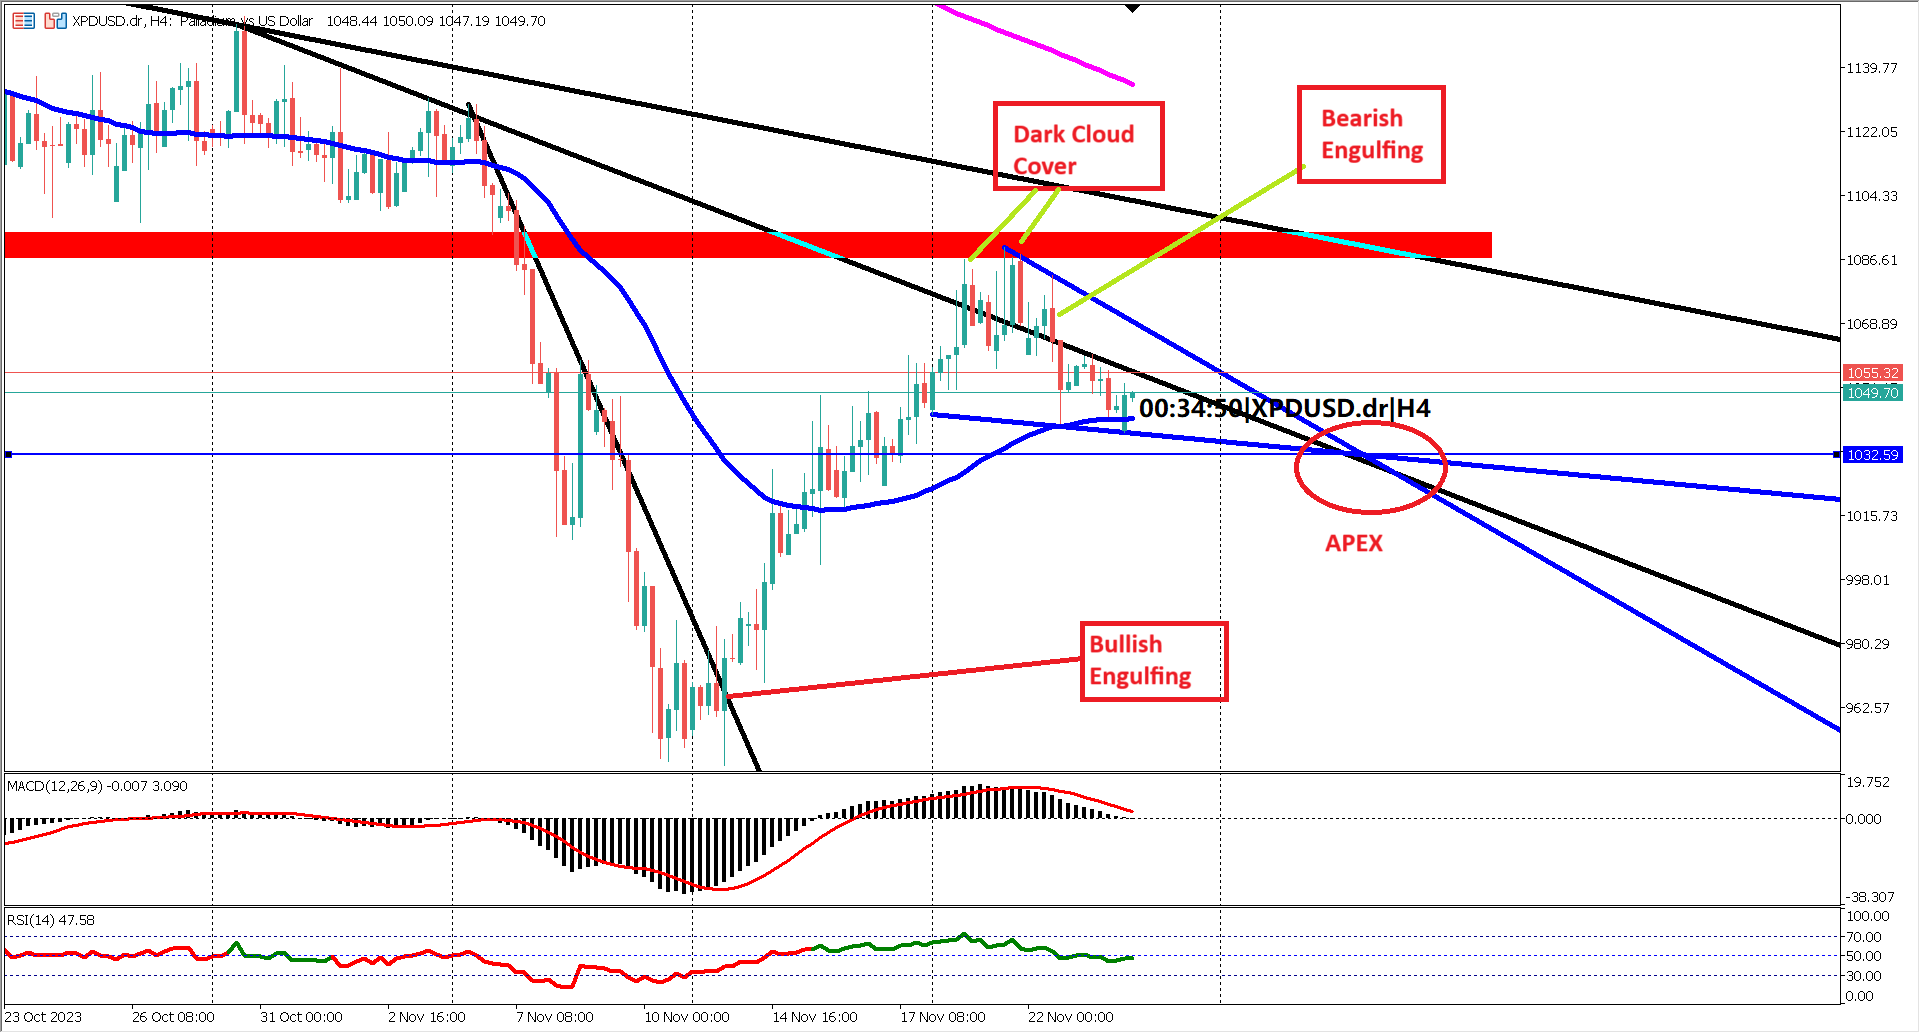 XPDUSD.dr, H4: Palladium vs US Dollar 1048.44 1050.09 1047.19 1049.70
1139.77
Bearish
Engulfing
Dark Cloud
Cover
1122.05
1104.33
1086.61
1068.89
1055.32
1049.70
00:34:50|XPDUSD.dr|H4
1032.59
1015.73
APEX
998.01
Bullish
Engulfing
980.29
962.57
MACD(12,26,9) -0.007 3.090
19.752
0.000
-38.307
RSI(14) 47.58
100.00
70.00
50.00
30.00
0.00
23 Oct 2023 26 Oct 08:00 31 Oct 00:00 2 Nov 16:00 7 Nov 08:00 10 Nov 00:00 14 Nov 16:00 17 Nov 08:00 22 Nov 00:00